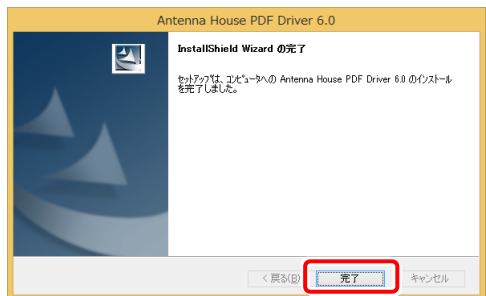 Antenna House PDF Driver 6.0
InstallShield Wizard の完了
セットアップは、コンピュータへの Antenna House PDF Driver 6.0 のインストール
を完了しました。
< 戻る(B)
完了
キャンセル